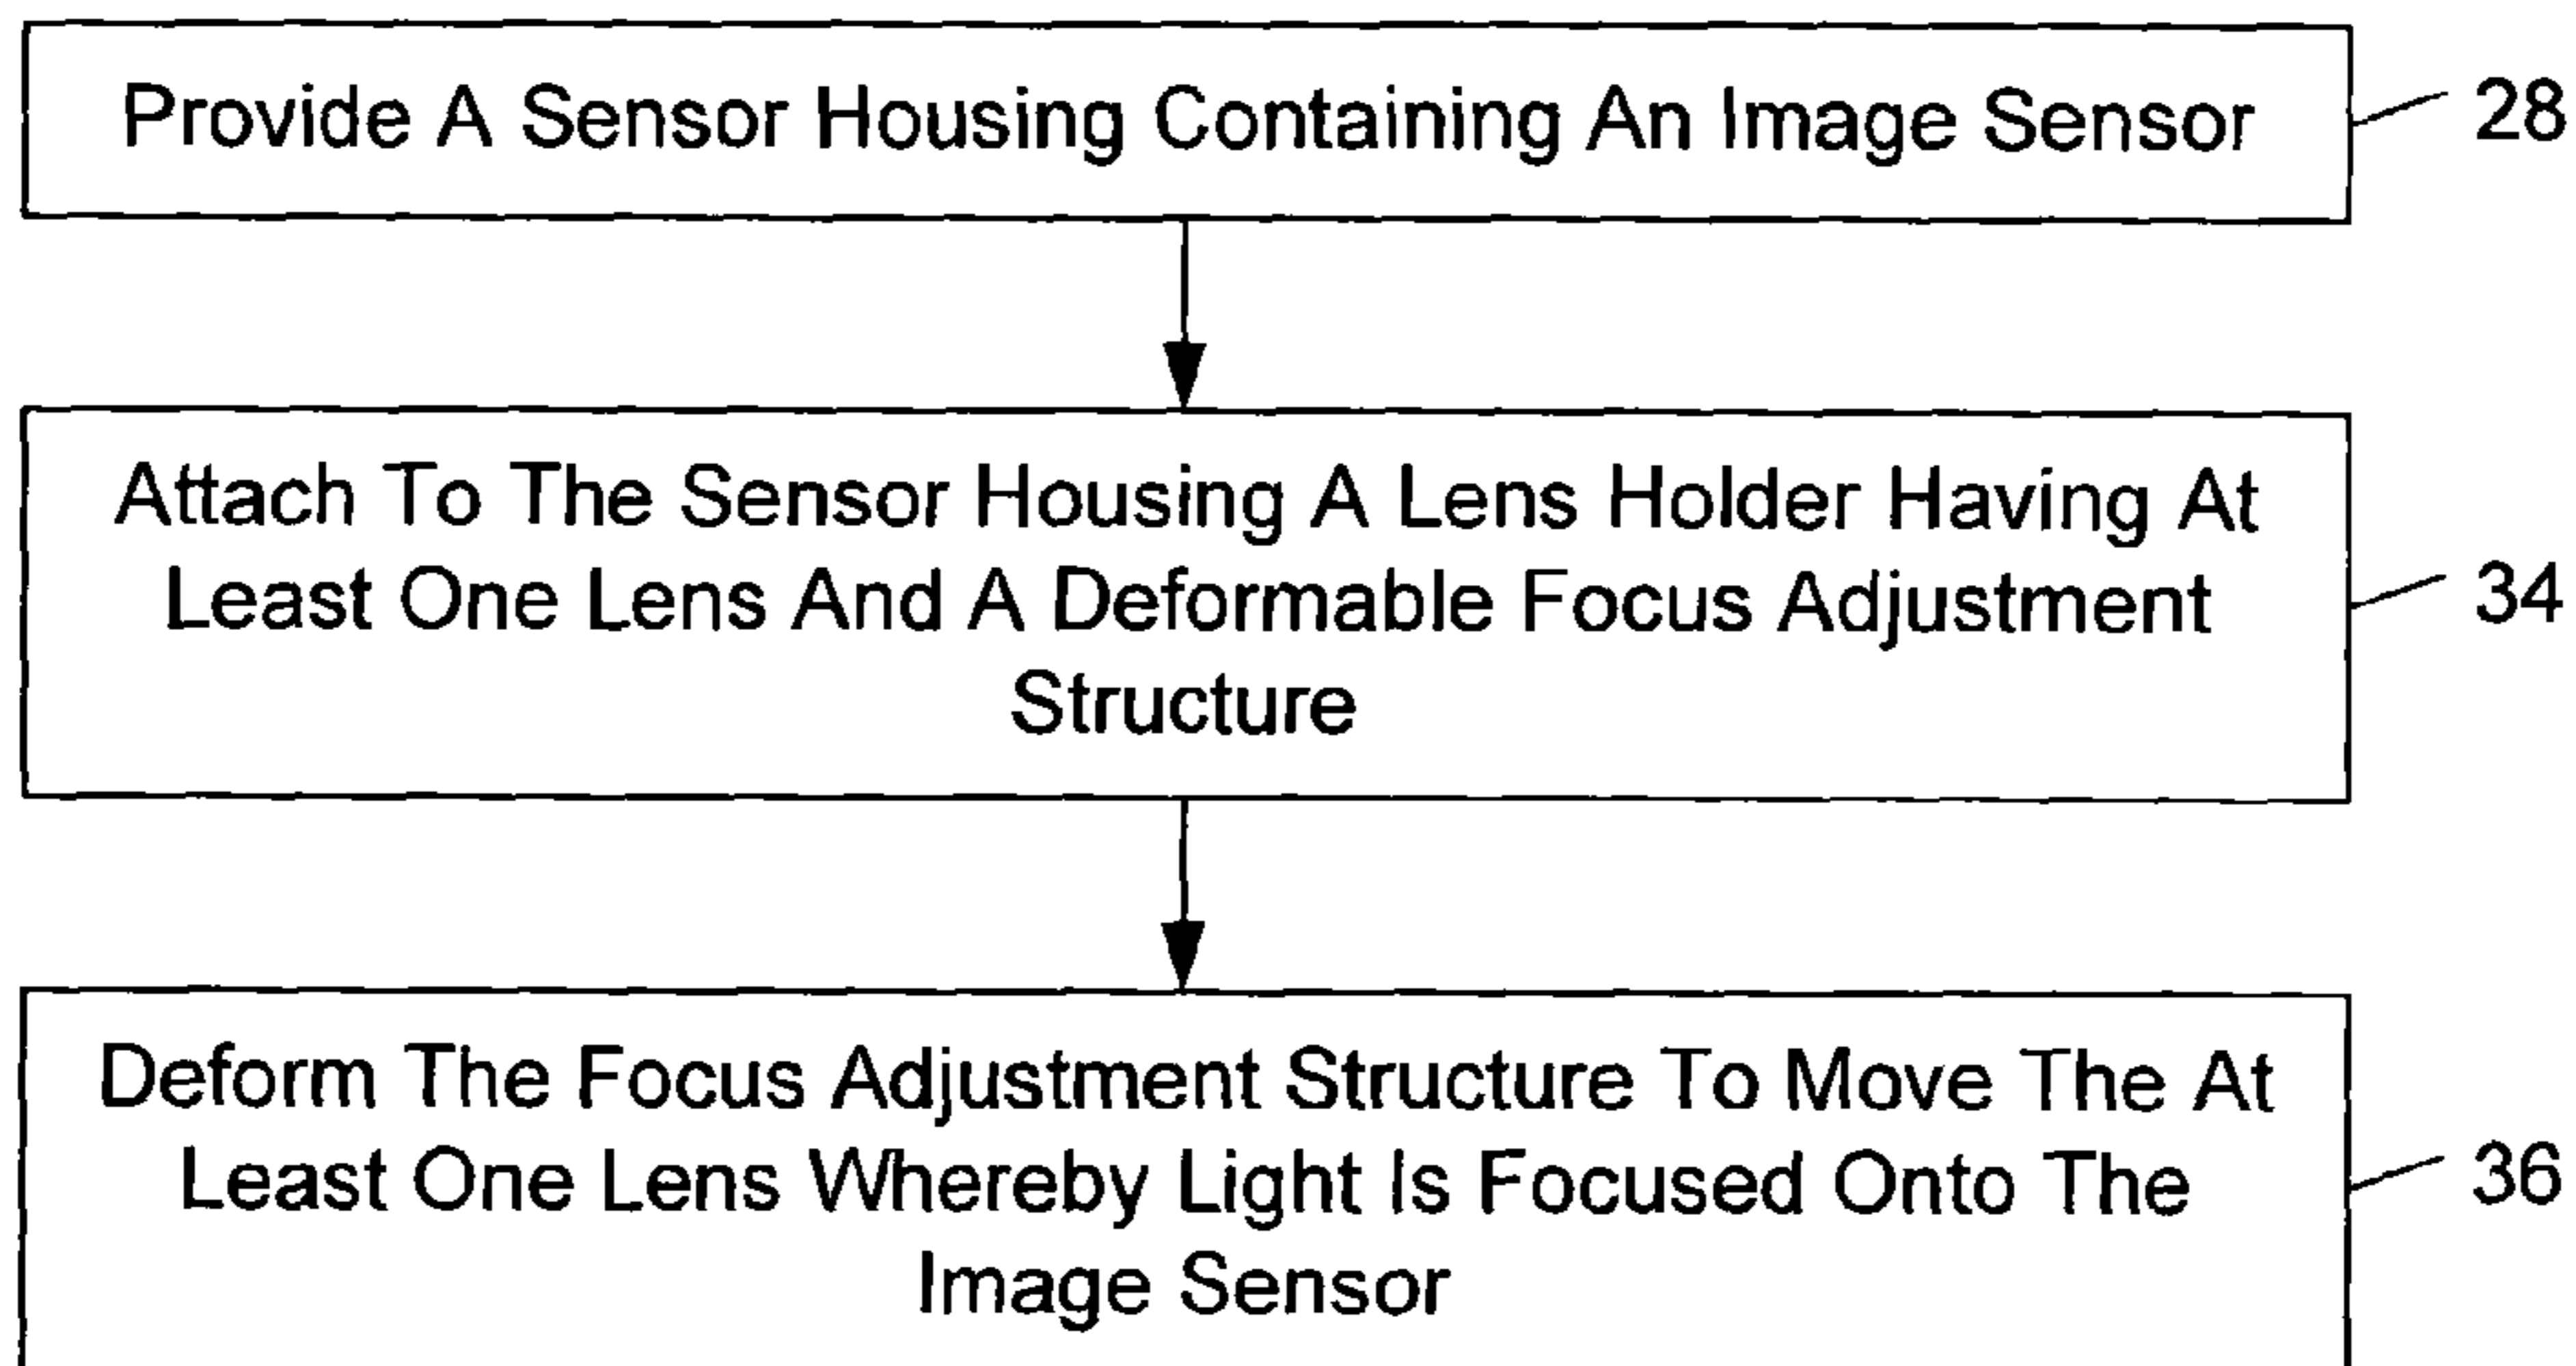 Provide A Sensor Housing Containing An Image Sensor
28
Attach To The Sensor Housing A Lens Holder Having At
Least One Lens And A Deformable Focus Adjustment
Structure
34
Deform The Focus Adjustment Structure To Move The At
Least One Lens Whereby Light Is Focused Onto The
Image Sensor
36